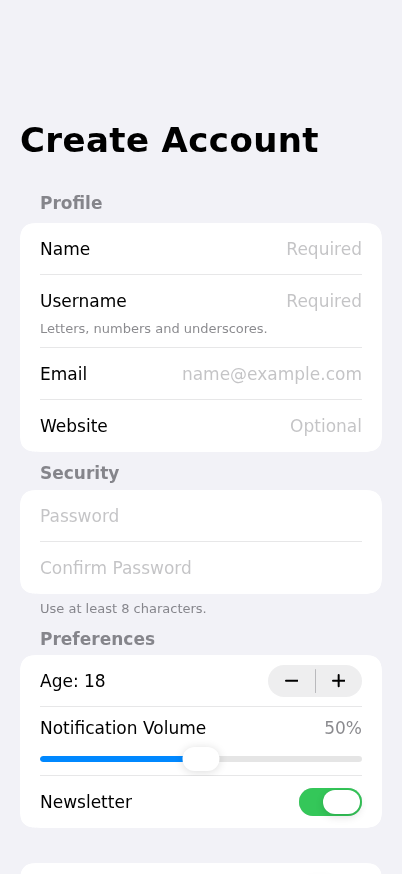 Create Account
Profile
Name Required
Username Required
Letters, numbers and underscores.
Email name@example.com
Website Optional
Security
Password
Confirm Password
Use at least 8 characters.
Preferences
Age: 18 − +
Notification Volume 50%
Newsletter